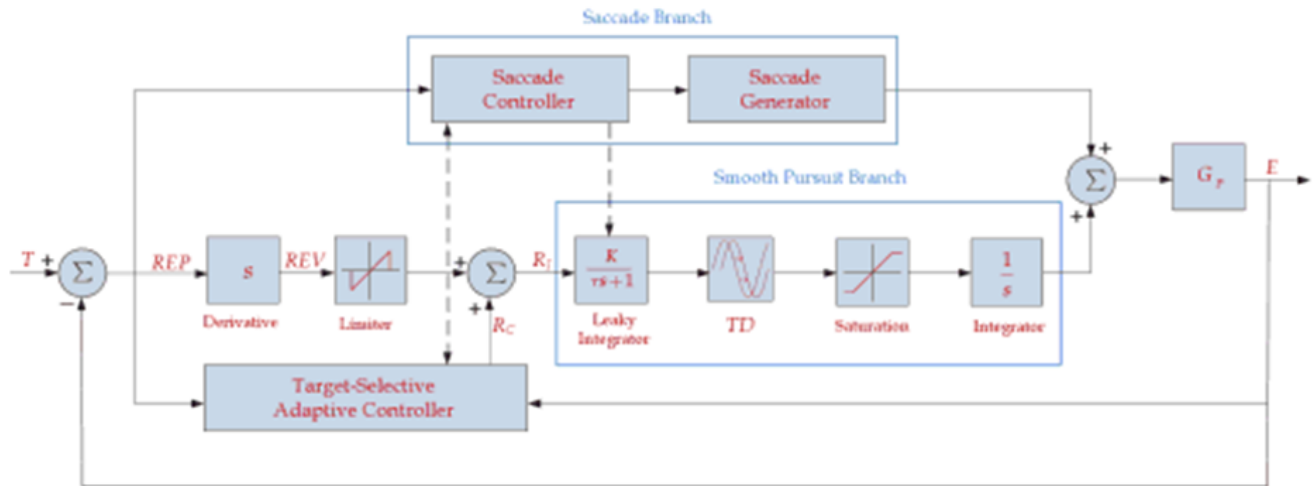 Saccade Branch
Saccade
Controller
Saccade
Generator
Σ
+
+
G_P
E
Smooth Pursuit Branch
T
+
Σ
−
REP
s
Derivative
REV
Limiter
+
Σ
+
R_C
R_I
K
τs+1
Leaky
Integrator
TD
Saturation
1
s
Integrator
Target-Selective
Adaptive Controller